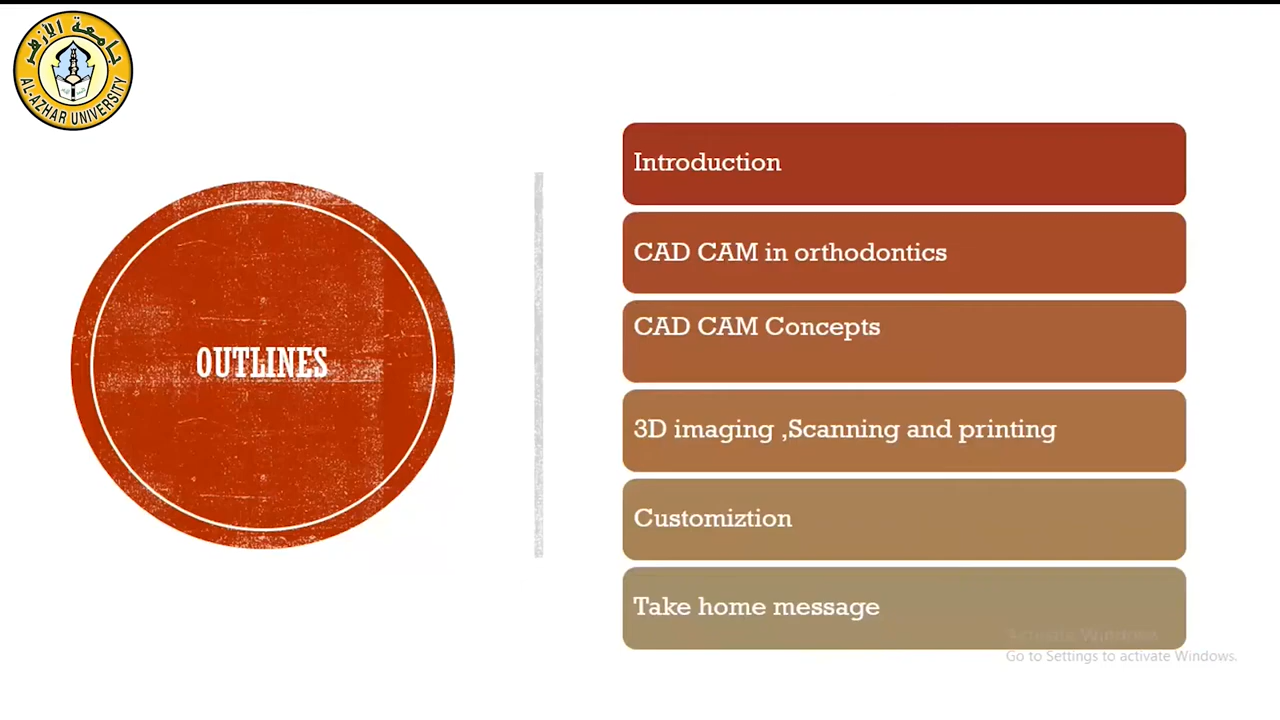 جامعة الأزهر
AL-AZHAR UNIVERSITY
OUTLINES
Introduction
CAD CAM in orthodontics
CAD CAM Concepts
3D imaging ,Scanning and printing
Customiztion
Take home message
Activate Windows
Go to Settings to activate Windows.